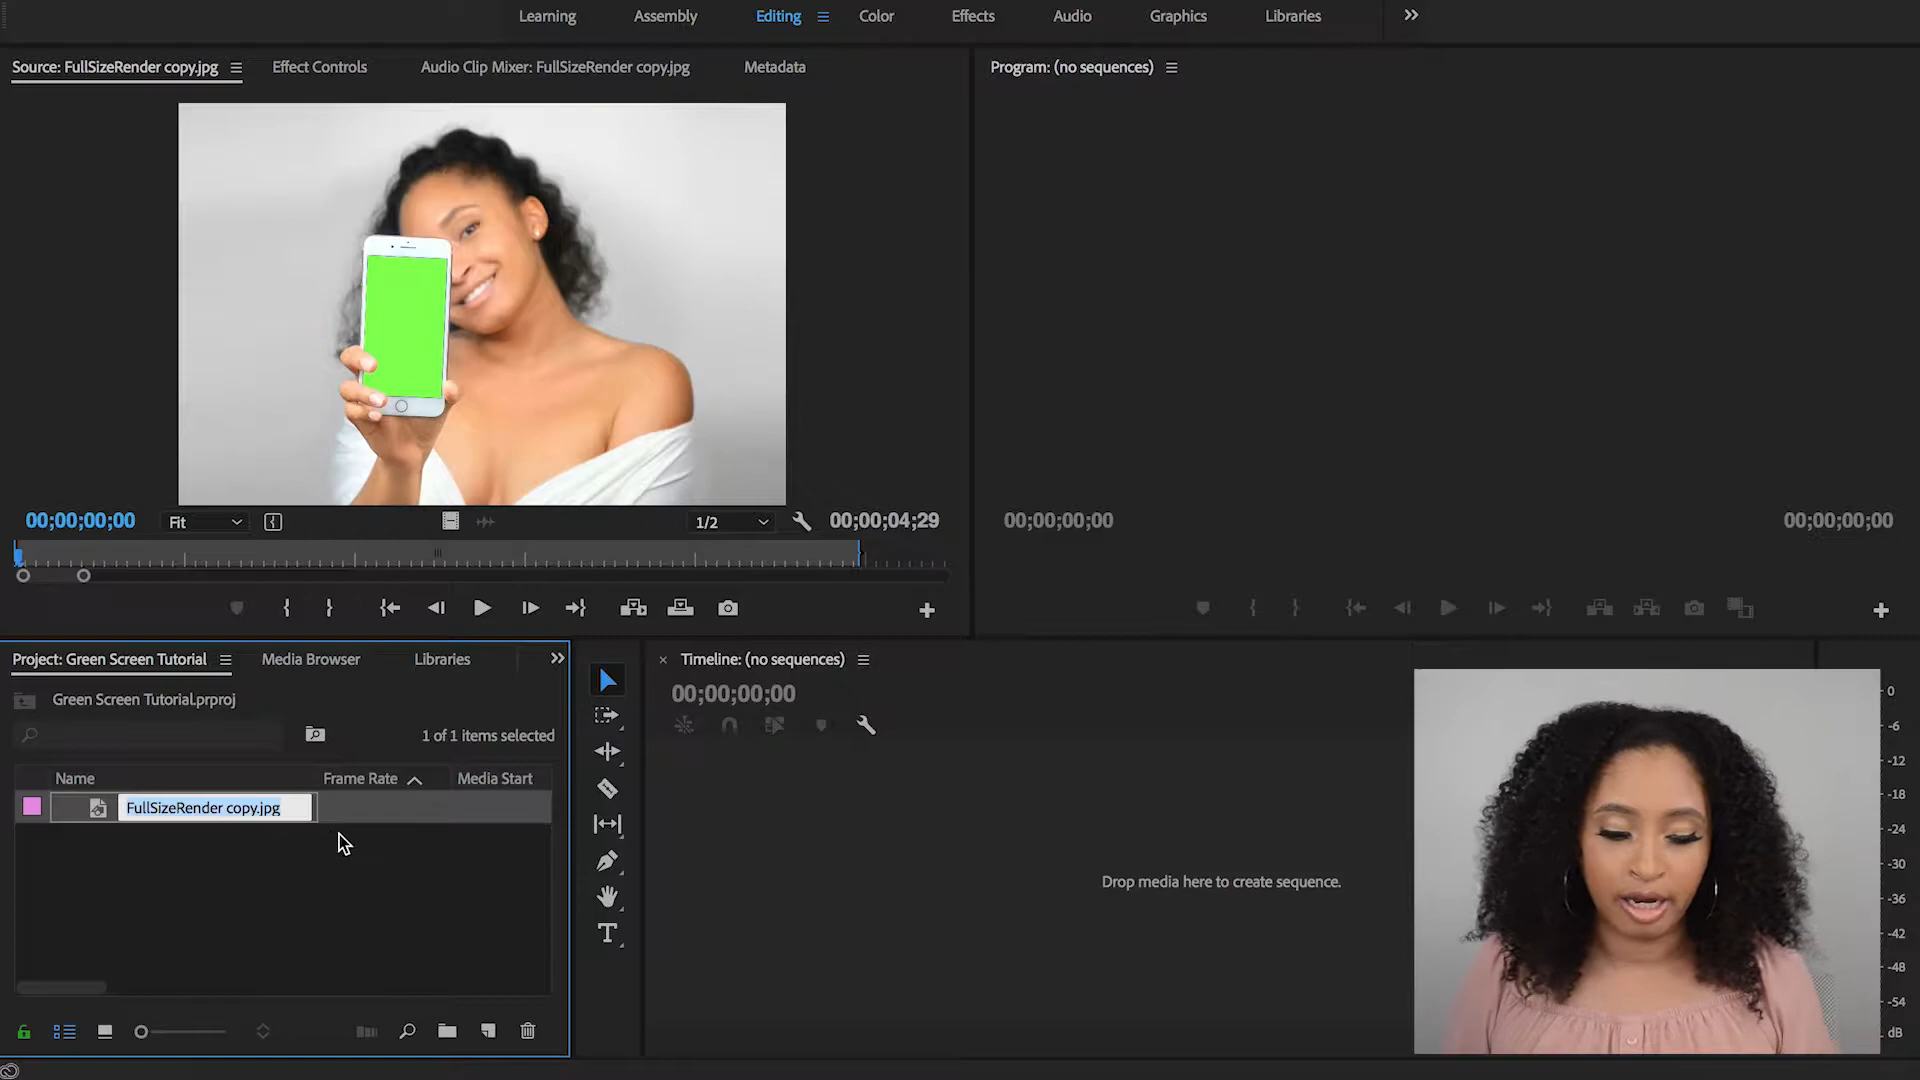 Learning Assembly Editing Color Effects Audio Graphics Libraries
Source: FullSizeRender copy.jpg Effect Controls Audio Clip Mixer: FullSizeRender copy.jpg Metadata
Program: (no sequences)
00;00;00;00 Fit 1/2 00;00;04;29
00;00;00;00 00;00;00;00
Project: Green Screen Tutorial Media Browser Libraries
Green Screen Tutorial.prproj
1 of 1 items selected
Name Frame Rate Media Start
FullSizeRender copy.jpg
Timeline: (no sequences)
00;00;00;00
Drop media here to create sequence.
T
0
-6
-12
-18
-24
-30
-36
-42
-48
-54
dB